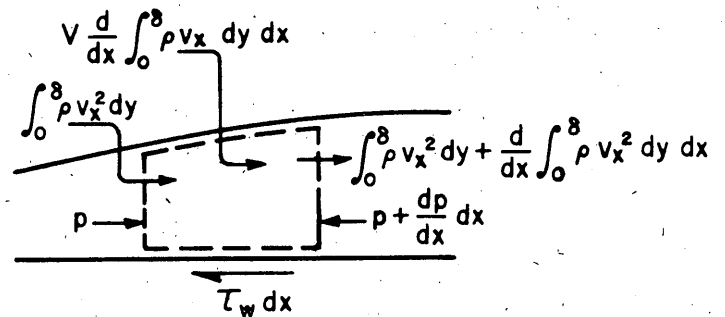 V d/dx ∫₀^δ ρ vₓ dy dx
∫₀^δ ρ vₓ² dy
∫₀^δ ρ vₓ² dy + d/dx ∫₀^δ ρ vₓ² dy dx
p
p + dp/dx dx
τ_w dx